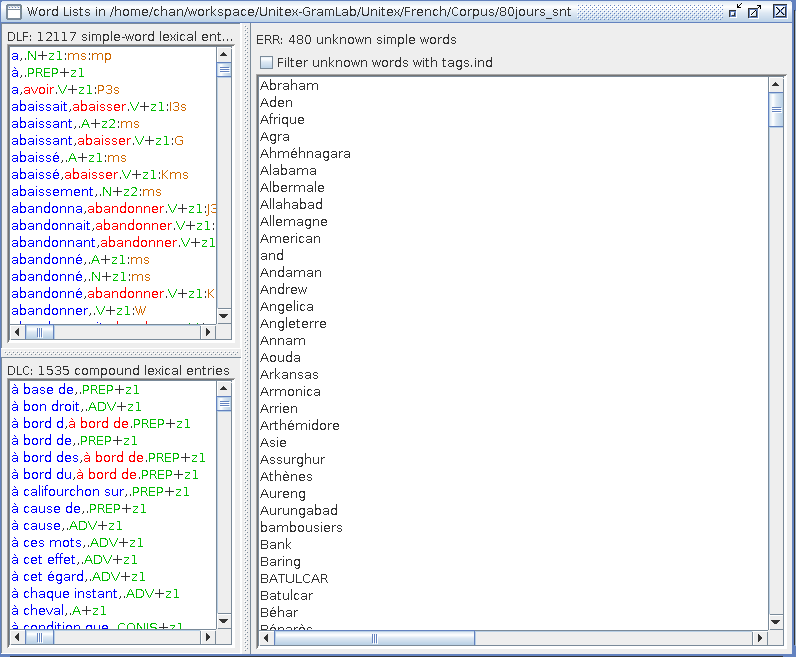 Word Lists in /home/chan/workspace/Unitex-GramLab/Unitex/French/Corpus/80jours_snt
DLF: 12117 simple-word lexical ent...
a,.N+z1:ms:mp
à,.PREP+z1
a,avoir.V+z1:P3s
abaissait,abaisser.V+z1:I3s
abaissant,.A+z2:ms
abaissant,abaisser.V+z1:G
abaissé,.A+z1:ms
abaissé,abaisser.V+z1:Kms
abaissement,.N+z2:ms
abandonna,abandonner.V+z1:J3
abandonnait,abandonner.V+z1:
abandonnant,abandonner.V+z1
abandonné,.A+z1:ms
abandonné,.N+z1:ms
abandonné,abandonner.V+z1:K
abandonner,.V+z1:W
DLC: 1535 compound lexical entries
à base de,.PREP+z1
à bon droit,.ADV+z1
à bord d,à bord de.PREP+z1
à bord de,.PREP+z1
à bord des,à bord de.PREP+z1
à bord du,à bord de.PREP+z1
à califourchon sur,.PREP+z1
à cause de,.PREP+z1
à cause,.ADV+z1
à ces mots,.ADV+z1
à cet effet,.ADV+z1
à cet égard,.ADV+z1
à chaque instant,.ADV+z1
à cheval,.A+z1
à condition que,.CONJS+z1
ERR: 480 unknown simple words
Filter unknown words with tags.ind
Abraham
Aden
Afrique
Agra
Ahméhnagara
Alabama
Albermale
Allahabad
Allemagne
American
and
Andaman
Andrew
Angelica
Angleterre
Annam
Aouda
Arkansas
Armonica
Arrien
Arthémidore
Asie
Assurghur
Athènes
Aureng
Aurungabad
bambousiers
Bank
Baring
BATULCAR
Batulcar
Béhar
Bénarès